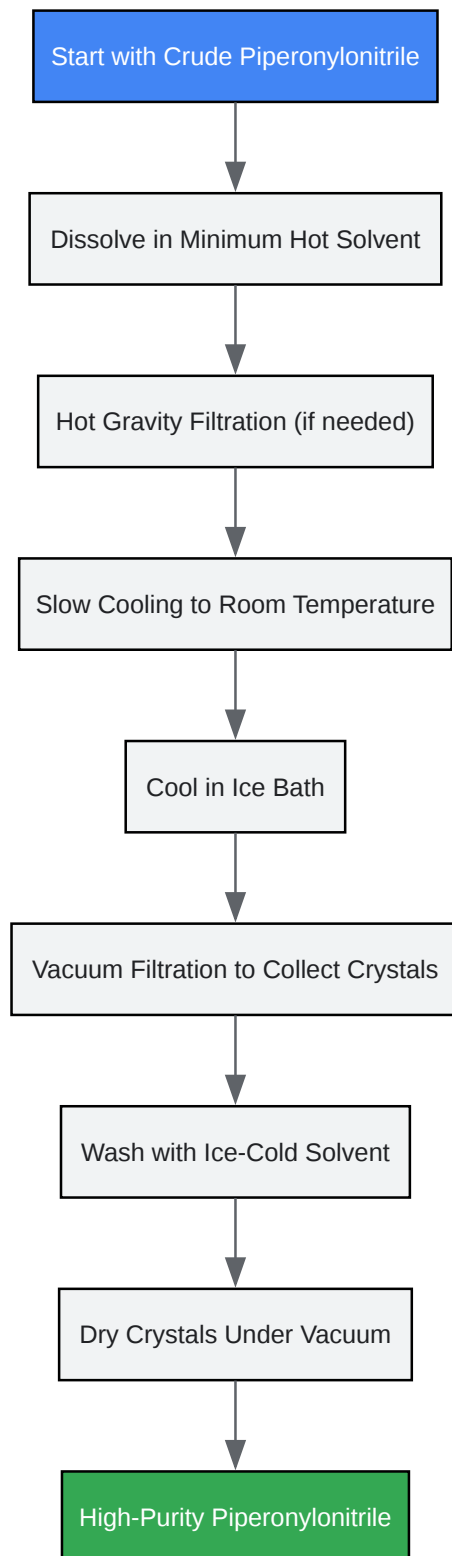 Start with Crude Piperonylonitrile
Dissolve in Minimum Hot Solvent
Hot Gravity Filtration (if needed)
Slow Cooling to Room Temperature
Cool in Ice Bath
Vacuum Filtration to Collect Crystals
Wash with Ice-Cold Solvent
Dry Crystals Under Vacuum
High-Purity Piperonylonitrile